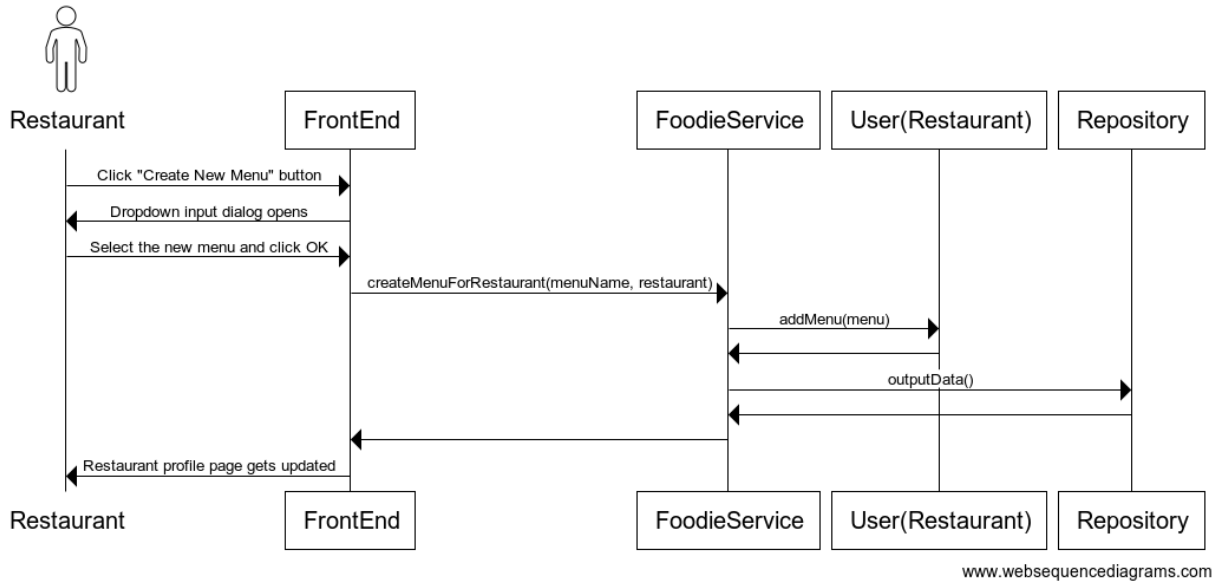 Restaurant
FrontEnd
FoodieService
User(Restaurant)
Repository
Click "Create New Menu" button
Dropdown input dialog opens
Select the new menu and click OK
createMenuForRestaurant(menuName, restaurant)
addMenu(menu)
outputData()
Restaurant profile page gets updated
Restaurant
FrontEnd
FoodieService
User(Restaurant)
Repository
www.websequencediagrams.com